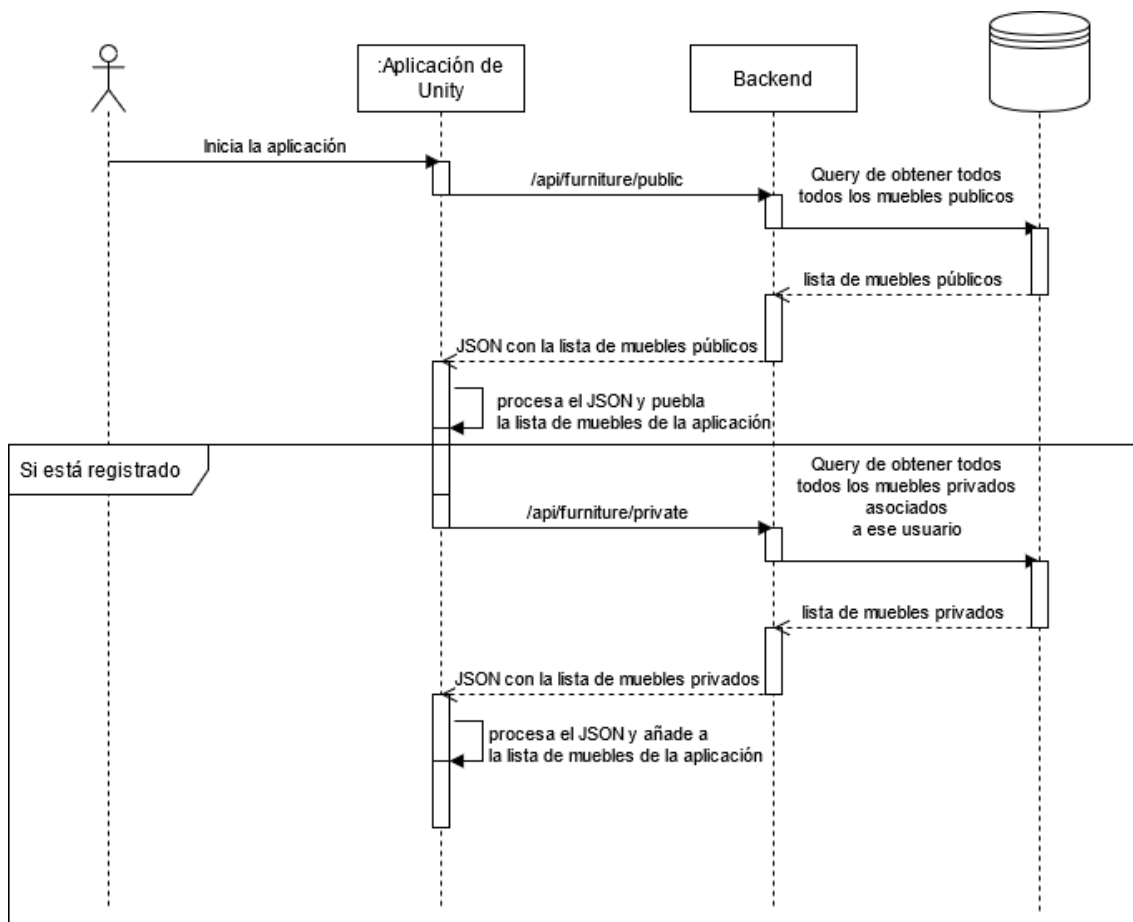 :Aplicación de
Unity
Backend
Inicia la aplicación
/api/furniture/public
Query de obtener todos
todos los muebles publicos
lista de muebles públicos
JSON con la lista de muebles públicos
procesa el JSON y puebla
la lista de muebles de la aplicación
Si está registrado
Query de obtener todos
todos los muebles privados
asociados
a ese usuario
/api/furniture/private
lista de muebles privados
JSON con la lista de muebles privados
procesa el JSON y añade a
la lista de muebles de la aplicación